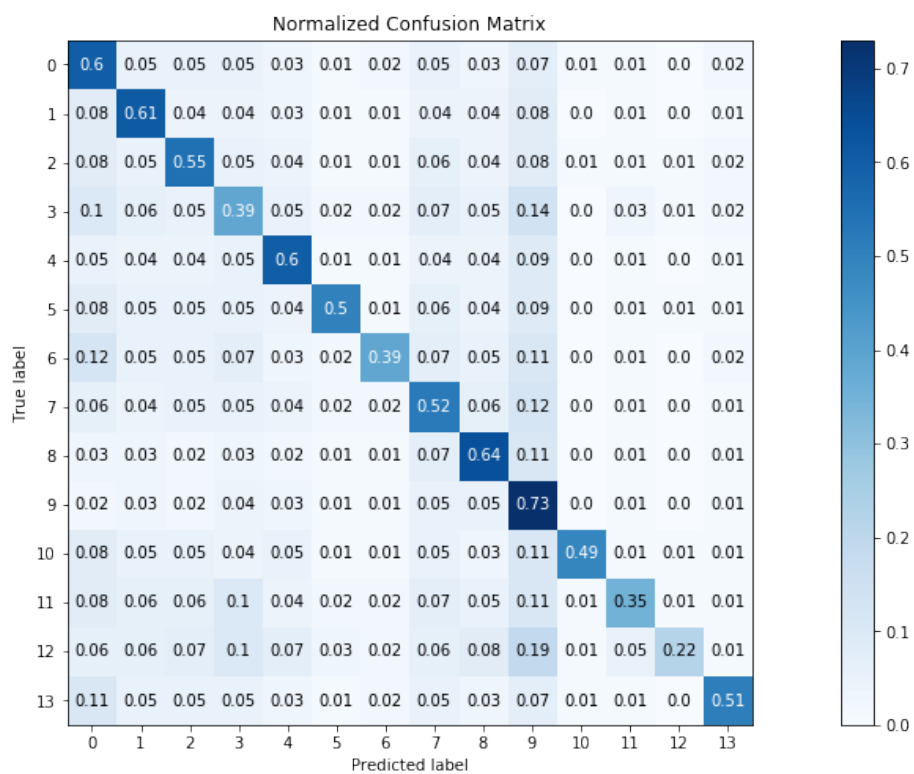 Normalized Confusion Matrix
0 0.6 0.05 0.05 0.05 0.03 0.01 0.02 0.05 0.03 0.07 0.01 0.01 0.0 0.02
1 0.08 0.61 0.04 0.04 0.03 0.01 0.01 0.04 0.04 0.08 0.0 0.01 0.0 0.01
2 0.08 0.05 0.55 0.05 0.04 0.01 0.01 0.06 0.04 0.08 0.01 0.01 0.01 0.02
3 0.1 0.06 0.05 0.39 0.05 0.02 0.02 0.07 0.05 0.14 0.0 0.03 0.01 0.02
4 0.05 0.04 0.04 0.05 0.6 0.01 0.01 0.04 0.04 0.09 0.0 0.01 0.0 0.01
5 0.08 0.05 0.05 0.05 0.04 0.5 0.01 0.06 0.04 0.09 0.0 0.01 0.01 0.01
6 0.12 0.05 0.05 0.07 0.03 0.02 0.39 0.07 0.05 0.11 0.0 0.01 0.0 0.02
7 0.06 0.04 0.05 0.05 0.04 0.02 0.02 0.52 0.06 0.12 0.0 0.01 0.0 0.01
8 0.03 0.03 0.02 0.03 0.02 0.01 0.01 0.07 0.64 0.11 0.0 0.01 0.0 0.01
9 0.02 0.03 0.02 0.04 0.03 0.01 0.01 0.05 0.05 0.73 0.0 0.01 0.0 0.01
10 0.08 0.05 0.05 0.04 0.05 0.01 0.01 0.05 0.03 0.11 0.49 0.01 0.01 0.01
11 0.08 0.06 0.06 0.1 0.04 0.02 0.02 0.07 0.05 0.11 0.01 0.35 0.01 0.01
12 0.06 0.06 0.07 0.1 0.07 0.03 0.02 0.06 0.08 0.19 0.01 0.05 0.22 0.01
13 0.11 0.05 0.05 0.05 0.03 0.01 0.02 0.05 0.03 0.07 0.01 0.01 0.0 0.51
0 1 2 3 4 5 6 7 8 9 10 11 12 13
Predicted label
True label
0.7
0.6
0.5
0.4
0.3
0.2
0.1
0.0